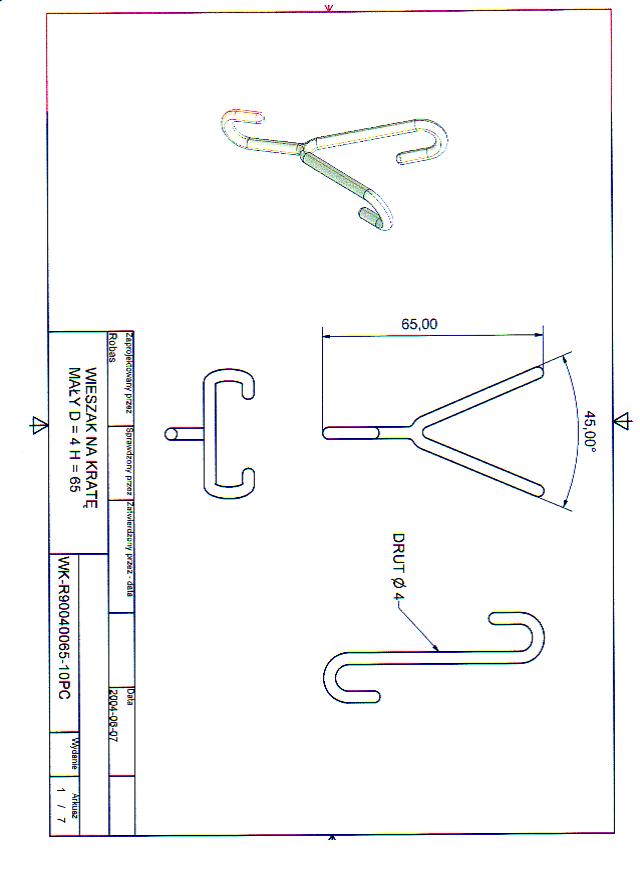 65,00
45,00°
DRUT Ø 4
Zaprojektowany przez
Sprawdzony przez
Zatwierdzony przez - data
Data
Robas
2004-06-07
WIESZAK NA KRATĘ
MAŁY D = 4 H = 65
WK-R90040065-10PC
Wydanie
Arkusz
1 / 7